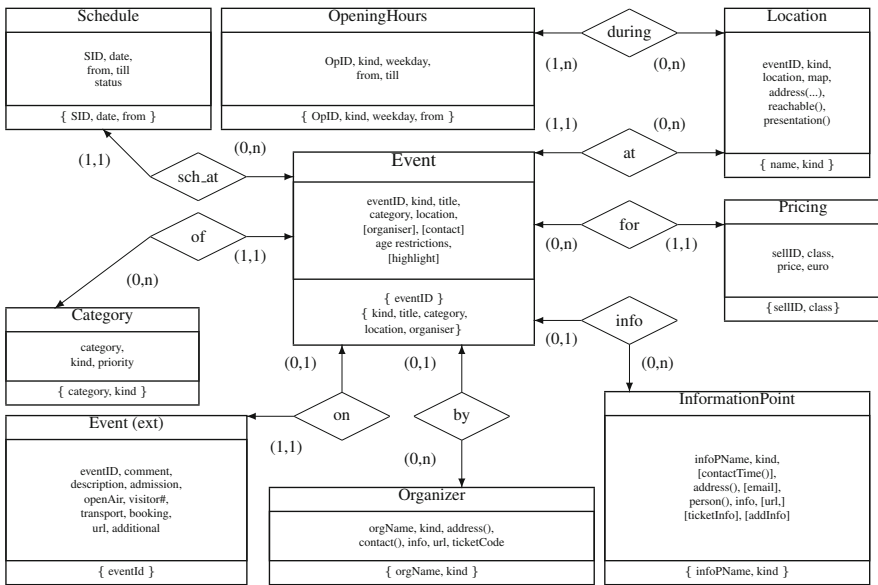 Schedule
SID, date,
from, till
status
{ SID, date, from }
OpeningHours
OpID, kind, weekday,
from, till
{ OpID, kind, weekday, from }
during
(1,n)
(0,n)
Location
eventID, kind,
location, map,
address(...),
reachable(),
presentation()
{ name, kind }
(1,1)
(0,n)
at
(1,1)
(0,n)
sch_at
Event
eventID, kind, title,
category, location,
[organiser], [contact]
age restrictions,
[highlight]
{ eventID }
{ kind, title, category,
location, organiser}
of
(1,1)
(0,n)
for
(0,n)
(1,1)
Pricing
sellID, class,
price, euro
{sellID, class}
Category
category,
kind, priority
{ category, kind }
info
(0,1)
(0,n)
(0,1)
(0,1)
on
(1,1)
by
(0,n)
Event (ext)
eventID, comment,
description, admission,
openAir, visitor#,
transport, booking,
url, additional
{ eventId }
Organizer
orgName, kind, address(),
contact(), info, url, ticketCode
{ orgName, kind }
InformationPoint
infoPName, kind,
[contactTime()],
address(), [email],
person(), info, [url,]
[ticketInfo], [addInfo]
{ infoPName, kind }